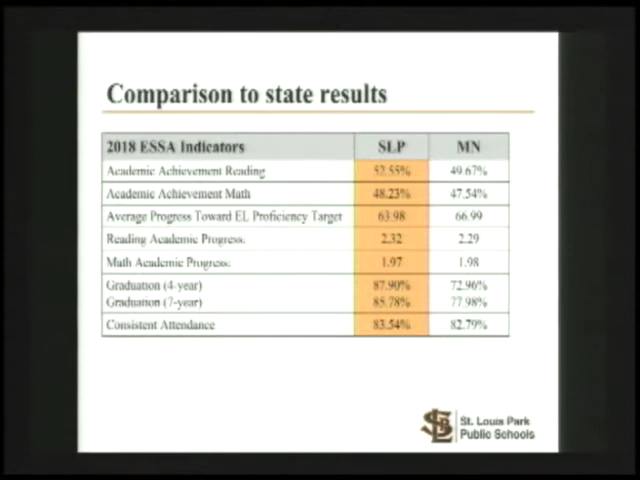 Comparison to state results
2018 ESSA Indicators SLP MN
Academic Achievement Reading 52.55% 49.67%
Academic Achievement Math 48.23% 47.54%
Average Progress Toward EL Proficiency Target 63.98 66.99
Reading Academic Progress: 2.32 2.29
Math Academic Progress: 1.97 1.98
Graduation (4-year) 87.90% 72.96%
Graduation (7-year) 85.78% 77.98%
Consistent Attendance 83.54% 82.79%
St. Louis Park
Public Schools